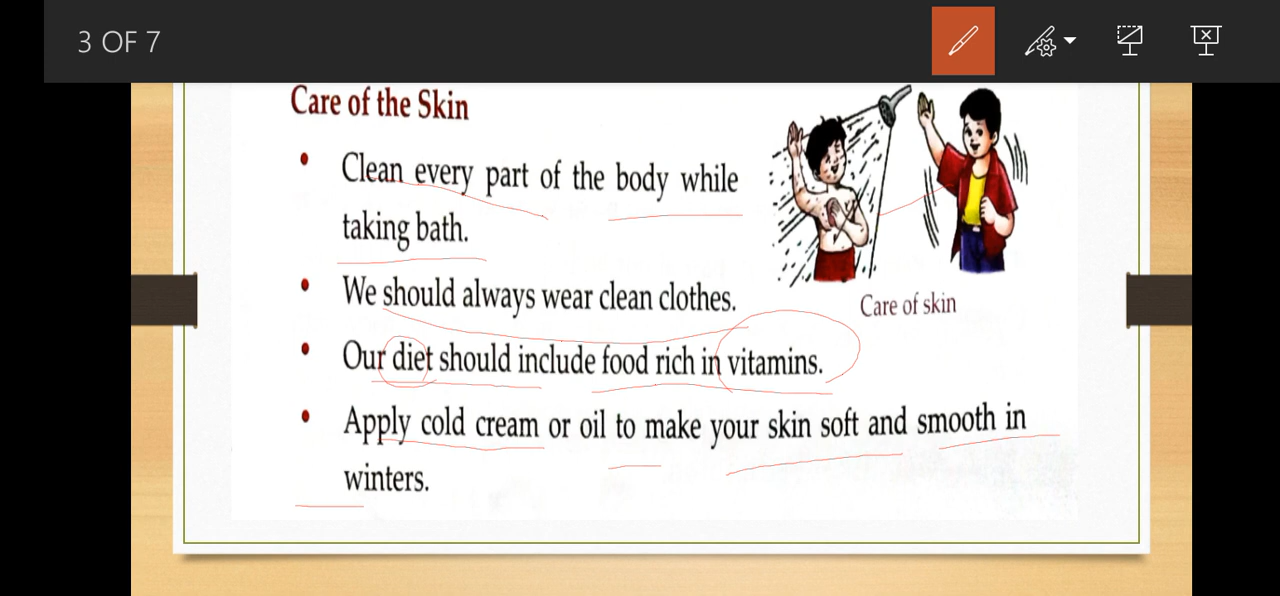 3 OF 7
Care of the Skin
• Clean every part of the body while
taking bath.
• We should always wear clean clothes.
Care of skin
• Our diet should include food rich in vitamins.
• Apply cold cream or oil to make your skin soft and smooth in
winters.